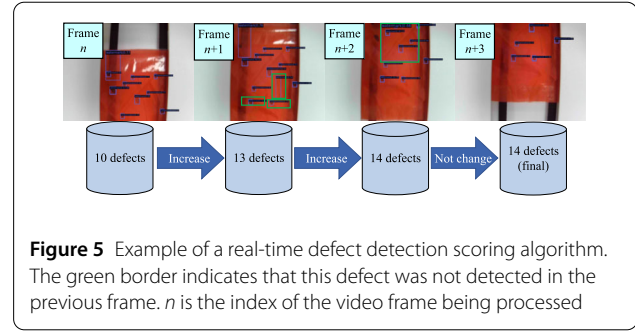 Frame
n
Frame
n+1
Frame
n+2
Frame
n+3
10 defects
Increase
13 defects
Increase
14 defects
Not change
14 defects
(final)
Figure 5 Example of a real-time defect detection scoring algorithm.
The green border indicates that this defect was not detected in the
previous frame. n is the index of the video frame being processed